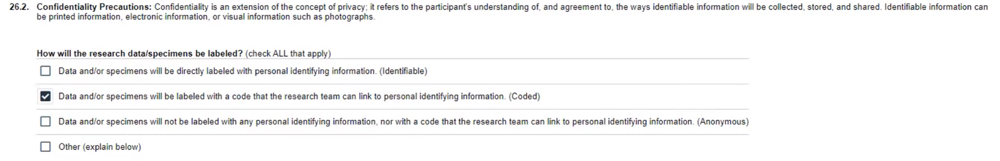 26.2. Confidentiality Precautions: Confidentiality is an extension of the concept of privacy; it refers to the participant's understanding of, and agreement to, the ways identifiable information will be collected, stored, and shared. Identifiable information can
be printed information, electronic information, or visual information such as photographs.
How will the research data/specimens be labeled? (check ALL that apply)
Data and/or specimens will be directly labeled with personal identifying information. (Identifiable)
Data and/or specimens will be labeled with a code that the research team can link to personal identifying information. (Coded)
Data and/or specimens will not be labeled with any personal identifying information, nor with a code that the research team can link to personal identifying information. (Anonymous)
Other (explain below)